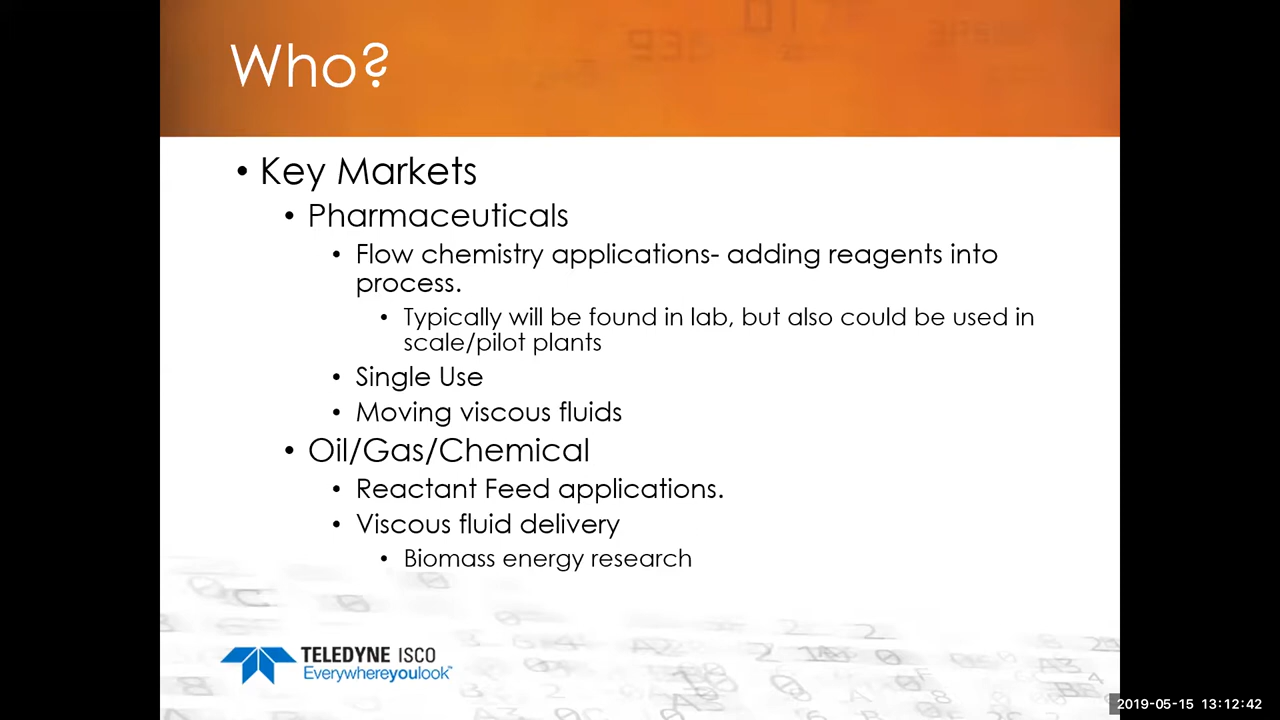 Who?
• Key Markets
• Pharmaceuticals
• Flow chemistry applications- adding reagents into
process.
• Typically will be found in lab, but also could be used in
scale/pilot plants
• Single Use
• Moving viscous fluids
• Oil/Gas/Chemical
• Reactant Feed applications.
• Viscous fluid delivery
• Biomass energy research
TELEDYNE ISCO
Everywhereyoulook™
2019-05-15 13:12:42